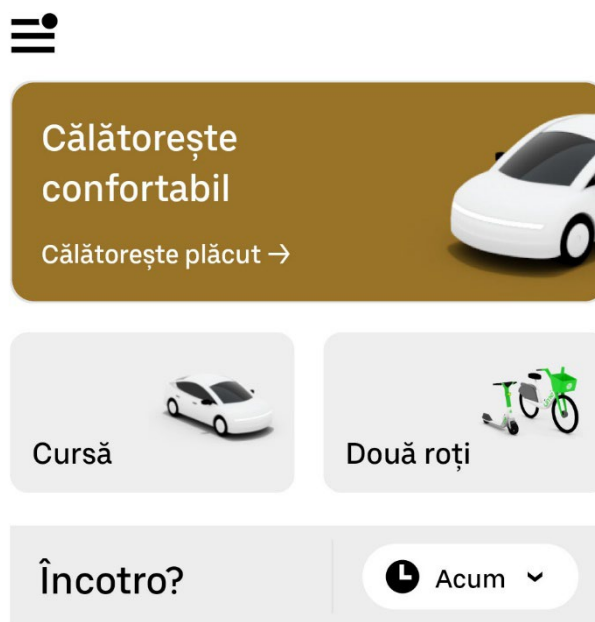 Călătorește
confortabil
Călătorește plăcut →
Cursă
Două roți
Încotro?
Acum